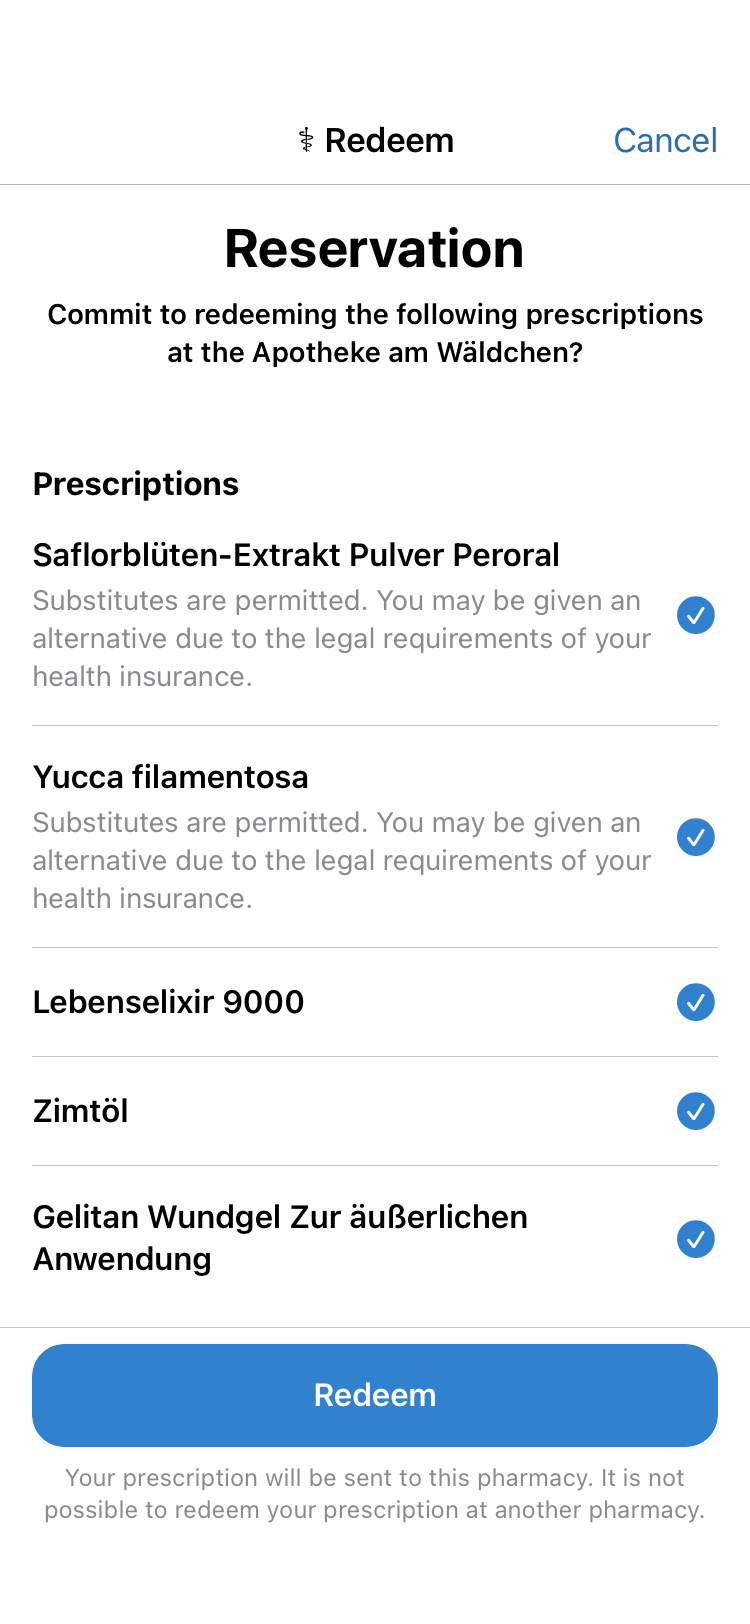 ⚕ Redeem
Cancel
Reservation
Commit to redeeming the following prescriptions
at the Apotheke am Wäldchen?
Prescriptions
Saflorblüten-Extrakt Pulver Peroral
Substitutes are permitted. You may be given an
alternative due to the legal requirements of your
health insurance.
Yucca filamentosa
Substitutes are permitted. You may be given an
alternative due to the legal requirements of your
health insurance.
Lebenselixir 9000
Zimtöl
Gelitan Wundgel Zur äußerlichen
Anwendung
Redeem
Your prescription will be sent to this pharmacy. It is not
possible to redeem your prescription at another pharmacy.